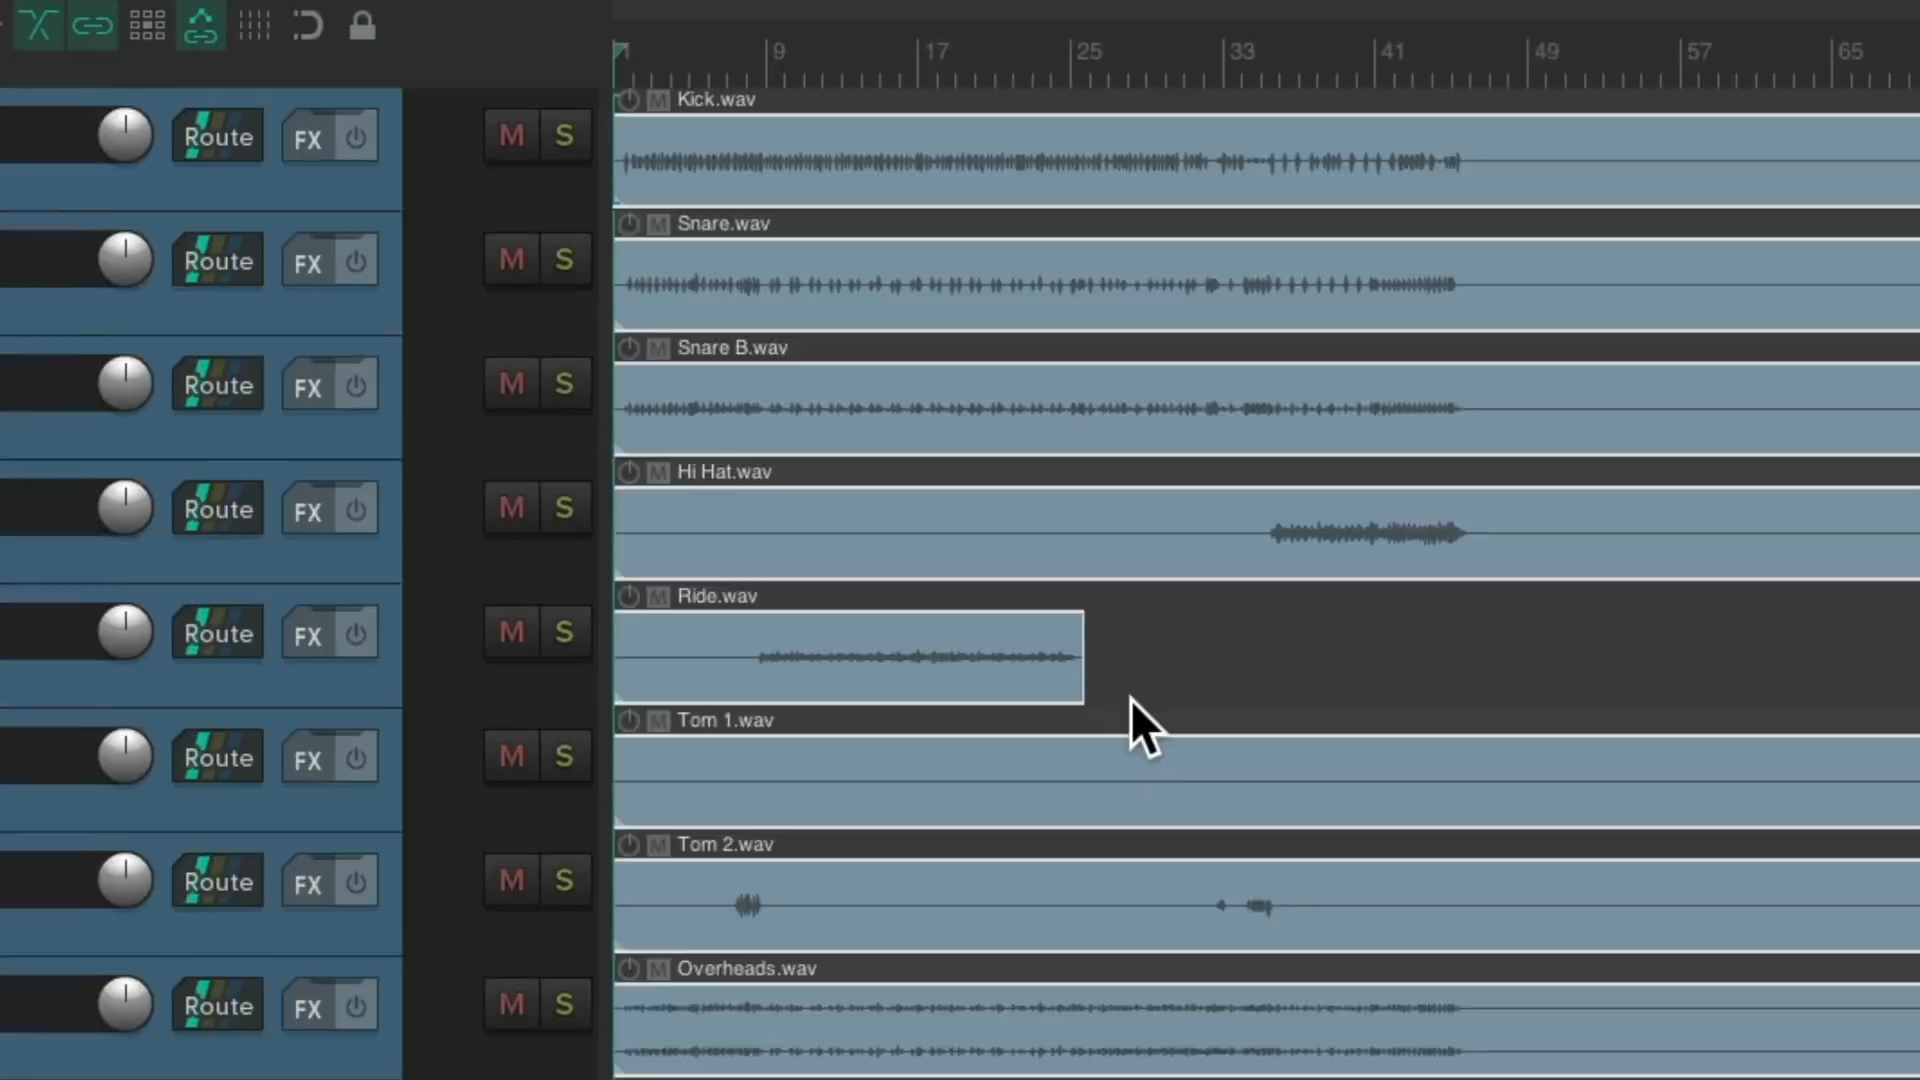 1 9 17 25 33 41 49 57 65
Kick.wav
Route FX M S
Snare.wav
Route FX M S
Snare B.wav
Route FX M S
Hi Hat.wav
Route FX M S
Ride.wav
Route FX M S
Tom 1.wav
Route FX M S
Tom 2.wav
Route FX M S
Overheads.wav
Route FX M S